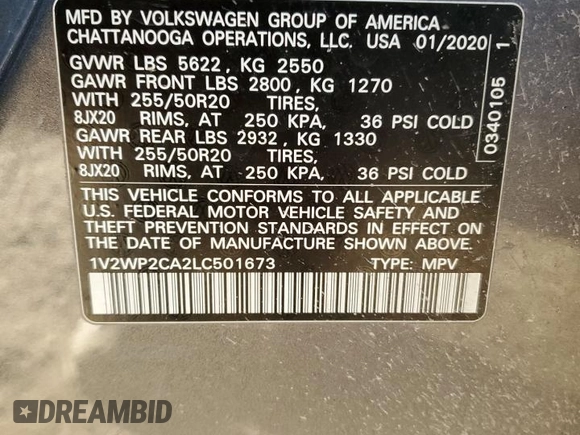 MFD BY VOLKSWAGEN GROUP OF AMERICA
CHATTANOOGA OPERATIONS, LLC. USA 01/2020
GVWR LBS 5622 , KG 2550
GAWR FRONT LBS 2800 , KG 1270
WITH 255/50R20 TIRES,
8JX20 RIMS, AT 250 KPA, 36 PSI COLD
GAWR REAR LBS 2932 , KG 1330
WITH 255/50R20 TIRES,
8JX20 RIMS, AT 250 KPA, 36 PSI COLD
THIS VEHICLE CONFORMS TO ALL APPLICABLE
U.S. FEDERAL MOTOR VEHICLE SAFETY AND
THEFT PREVENTION STANDARDS IN EFFECT ON THE
DATE OF MANUFACTURE SHOWN ABOVE.
1V2WP2CA2LC501673 TYPE: MPV
0340105 1
DREAMBID